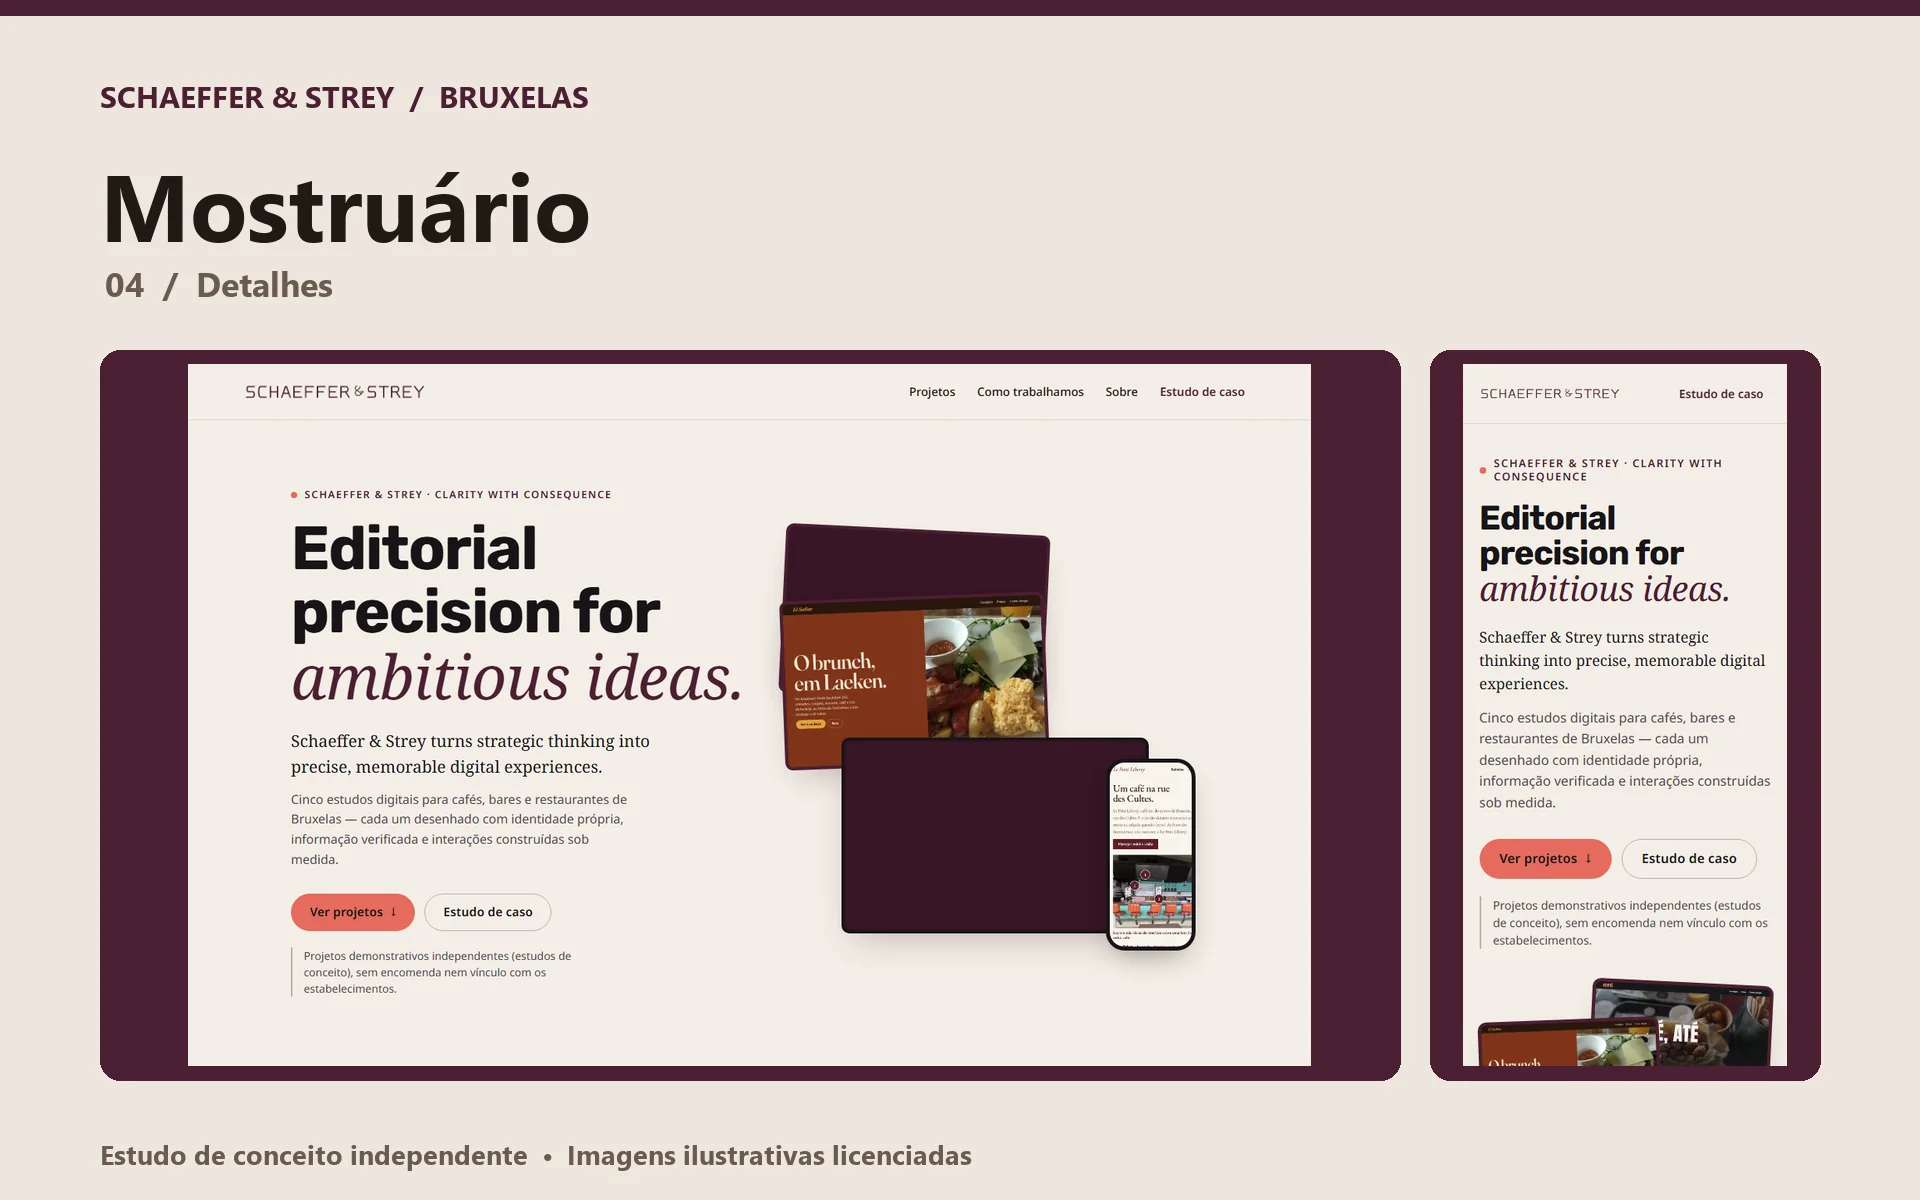 SCHAEFFER & STREY / BRUXELAS
Mostruário
04 / Detalhes
SCHAEFFER & STREY
Projetos Como trabalhamos Sobre Estudo de caso
SCHAEFFER & STREY · CLARITY WITH CONSEQUENCE
Editorial
precision for
ambitious ideas.
Schaeffer & Strey turns strategic thinking into
precise, memorable digital experiences.
Cinco estudos digitais para cafés, bares e restaurantes de
Bruxelas — cada um desenhado com identidade própria,
informação verificada e interações construídas sob
medida.
Ver projetos ↓ Estudo de caso
Projetos demonstrativos independentes (estudos de
conceito), sem encomenda nem vínculo com os
estabelecimentos.
O brunch,
em Laeken.
Um café na rue
des Cultes.
SCHAEFFER & STREY Estudo de caso
SCHAEFFER & STREY · CLARITY WITH
CONSEQUENCE
Editorial
precision for
ambitious ideas.
Schaeffer & Strey turns strategic
thinking into precise, memorable digital
experiences.
Cinco estudos digitais para cafés, bares e
restaurantes de Bruxelas — cada um
desenhado com identidade própria,
informação verificada e interações construídas
sob medida.
Ver projetos ↓ Estudo de caso
Projetos demonstrativos independentes (estudos
de conceito), sem encomenda nem vínculo com os
estabelecimentos.
, ATÉ
O brunch
Estudo de conceito independente • Imagens ilustrativas licenciadas